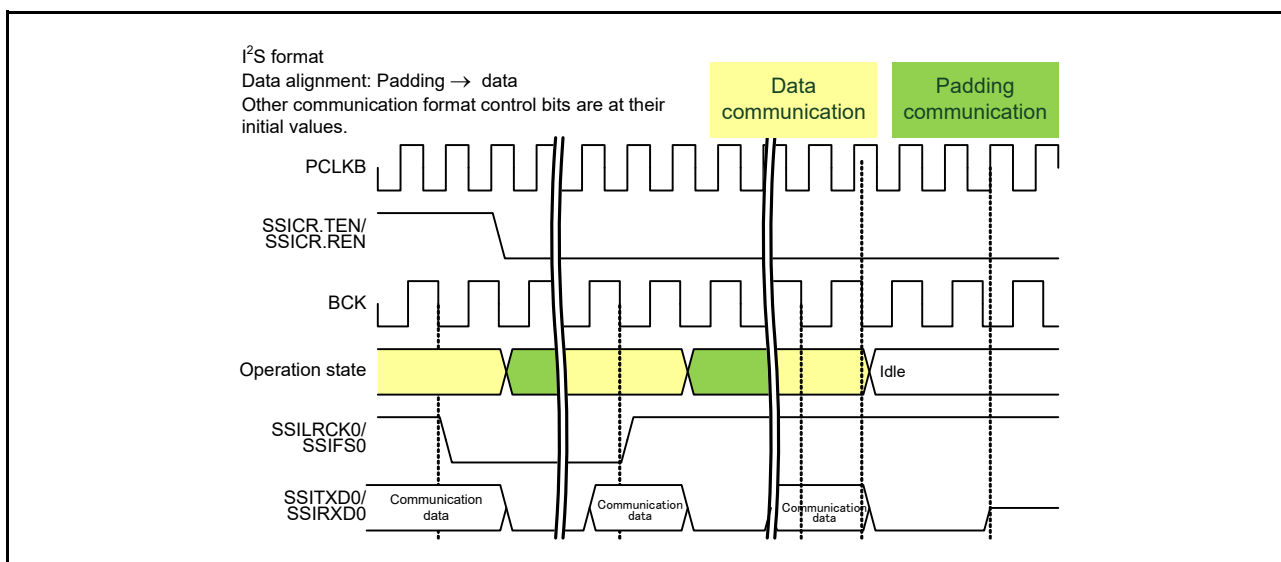 I²S format
Data alignment: Padding → data
Other communication format control bits are at their
initial values.
Data
communication
Padding
communication
PCLKB
SSICR.TEN/
SSICR.REN
BCK
Operation state
Idle
SSILRCK0/
SSIFS0
SSITXD0/
SSIRXD0
Communication
data
Communication
data
Communication
data